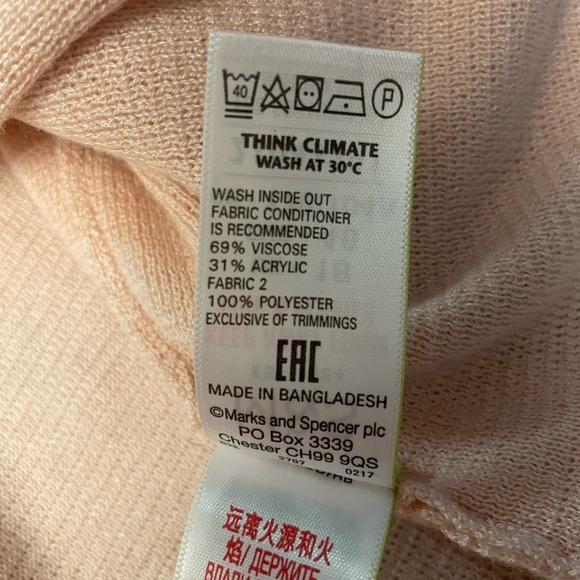 40
P
THINK CLIMATE
WASH AT 30°C
WASH INSIDE OUT
FABRIC CONDITIONER
IS RECOMMENDED
69% VISCOSE
31% ACRYLIC
FABRIC 2
100% POLYESTER
EXCLUSIVE OF TRIMMINGS
EAC
MADE IN BANGLADESH
©Marks and Spencer plc
PO Box 3339
Chester CH99 9QS
2797 0217
远离火源和火
焰/ ДЕРЖИТЕ